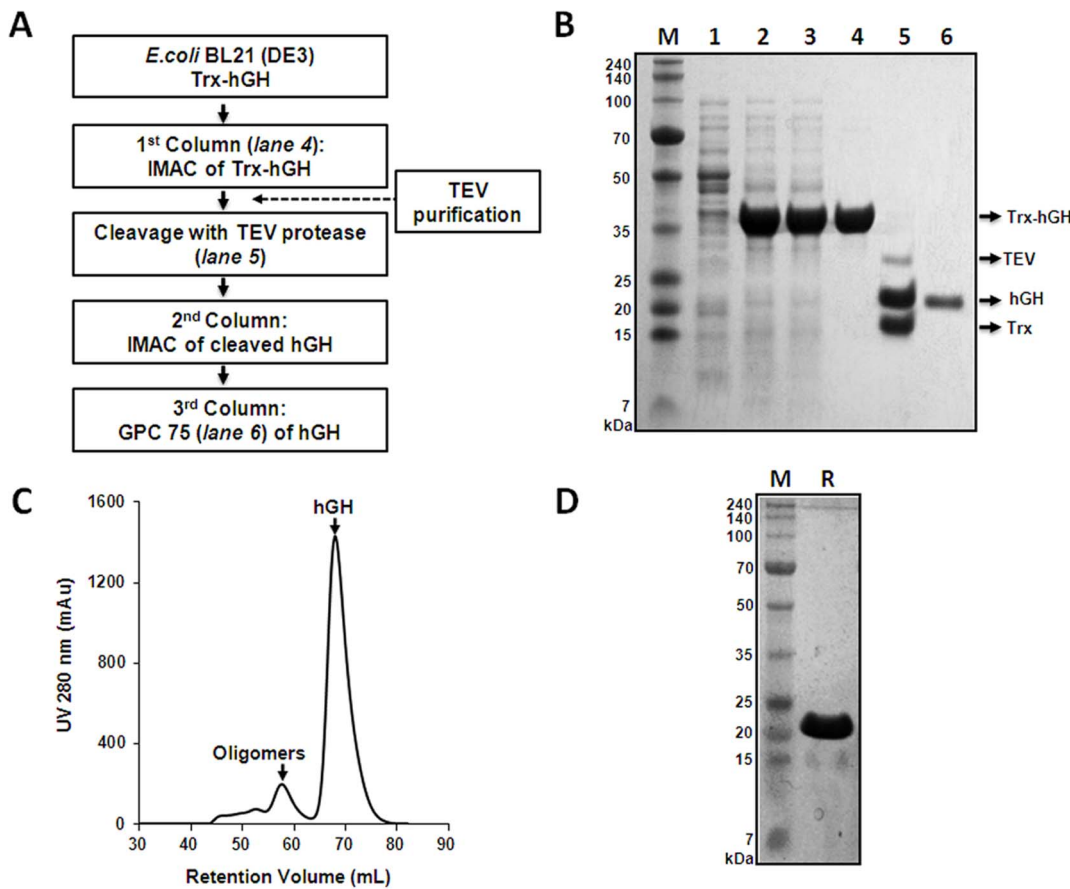 A
E.coli BL21 (DE3)
Trx-hGH
1st Column (lane 4):
IMAC of Trx-hGH
TEV
purification
Cleavage with TEV protease
(lane 5)
2nd Column:
IMAC of cleaved hGH
3rd Column:
GPC 75 (lane 6) of hGH
B
M 1 2 3 4 5 6
240
140
100
70
50
35
25
20
15
7
kDa
Trx-hGH
TEV
hGH
Trx
C
1600
1200
800
400
0
UV 280 nm (mAu)
hGH
Oligomers
30 40 50 60 70 80 90
Retention Volume (mL)
D
M R
240
140
100
70
50
35
25
20
15
7
kDa